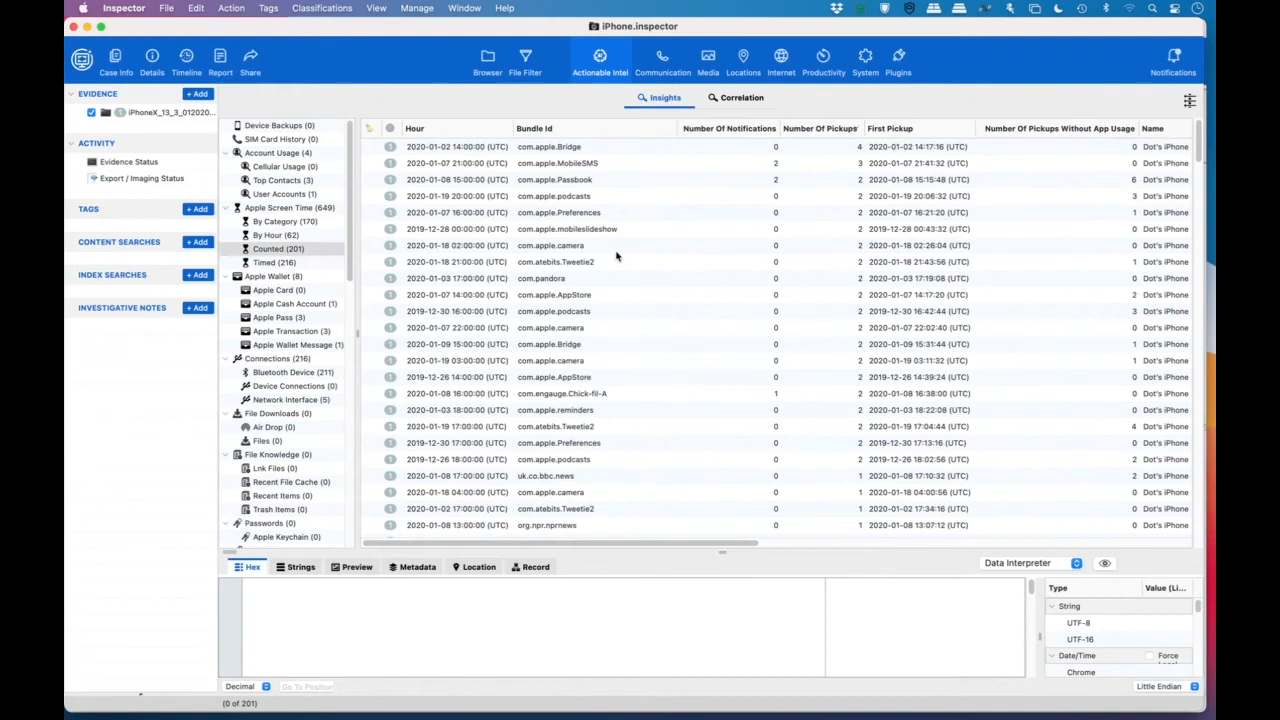 Inspector File Edit Action Tags Classifications View Manage Window Help
iPhone.inspector
Case Info Details Timeline Report Share Browser File Filter Actionable Intel Communication Media Locations Internet Productivity System Plugins Notifications
EVIDENCE + Add
1 iPhoneX_13_3_012020...
ACTIVITY
Evidence Status
Export / Imaging Status
TAGS + Add
CONTENT SEARCHES + Add
INDEX SEARCHES + Add
INVESTIGATIVE NOTES + Add
Insights Correlation
Device Backups (0)
SIM Card History (0)
Account Usage (4)
Cellular Usage (0)
Top Contacts (3)
User Accounts (1)
Apple Screen Time (649)
By Category (170)
By Hour (62)
Counted (201)
Timed (216)
Apple Wallet (8)
Apple Card (0)
Apple Cash Account (1)
Apple Pass (3)
Apple Transaction (3)
Apple Wallet Message (1)
Connections (216)
Bluetooth Device (211)
Device Connections (0)
Network Interface (5)
File Downloads (0)
Air Drop (0)
Files (0)
File Knowledge (0)
Lnk Files (0)
Recent File Cache (0)
Recent Items (0)
Trash Items (0)
Passwords (0)
Apple Keychain (0)
Hour Bundle Id Number Of Notifications Number Of Pickups First Pickup Number Of Pickups Without App Usage Name
1 2020-01-02 14:00:00 (UTC) com.apple.Bridge 0 4 2020-01-02 14:17:16 (UTC) 0 Dot's iPhone
1 2020-01-07 21:00:00 (UTC) com.apple.MobileSMS 2 3 2020-01-07 21:41:32 (UTC) 0 Dot's iPhone
1 2020-01-08 15:00:00 (UTC) com.apple.Passbook 2 2 2020-01-08 15:15:48 (UTC) 6 Dot's iPhone
1 2020-01-19 20:00:00 (UTC) com.apple.podcasts 0 2 2020-01-19 20:06:32 (UTC) 3 Dot's iPhone
1 2020-01-07 16:00:00 (UTC) com.apple.Preferences 0 2 2020-01-07 16:21:20 (UTC) 1 Dot's iPhone
1 2019-12-28 00:00:00 (UTC) com.apple.mobileslideshow 0 2 2019-12-28 00:43:32 (UTC) 0 Dot's iPhone
1 2020-01-18 02:00:00 (UTC) com.apple.camera 0 2 2020-01-18 02:26:04 (UTC) 0 Dot's iPhone
1 2020-01-18 21:00:00 (UTC) com.atebits.Tweetie2 0 2 2020-01-18 21:43:56 (UTC) 1 Dot's iPhone
1 2020-01-03 17:00:00 (UTC) com.pandora 0 2 2020-01-03 17:19:08 (UTC) 0 Dot's iPhone
1 2020-01-07 14:00:00 (UTC) com.apple.AppStore 0 2 2020-01-07 14:17:20 (UTC) 2 Dot's iPhone
1 2019-12-30 16:00:00 (UTC) com.apple.podcasts 0 2 2019-12-30 16:42:44 (UTC) 3 Dot's iPhone
1 2020-01-07 22:00:00 (UTC) com.apple.camera 0 2 2020-01-07 22:02:40 (UTC) 0 Dot's iPhone
1 2020-01-09 15:00:00 (UTC) com.apple.Bridge 0 2 2020-01-09 15:31:44 (UTC) 1 Dot's iPhone
1 2020-01-19 03:00:00 (UTC) com.apple.camera 0 2 2020-01-19 03:11:32 (UTC) 1 Dot's iPhone
1 2019-12-26 14:00:00 (UTC) com.apple.AppStore 0 2 2019-12-26 14:39:24 (UTC) 0 Dot's iPhone
1 2020-01-08 16:00:00 (UTC) com.engauge.Chick-fil-A 1 2 2020-01-08 16:38:00 (UTC) 0 Dot's iPhone
1 2020-01-03 18:00:00 (UTC) com.apple.reminders 0 2 2020-01-03 18:22:08 (UTC) 0 Dot's iPhone
1 2020-01-19 17:00:00 (UTC) com.atebits.Tweetie2 0 2 2020-01-19 17:04:44 (UTC) 4 Dot's iPhone
1 2019-12-30 17:00:00 (UTC) com.apple.Preferences 0 2 2019-12-30 17:13:16 (UTC) 0 Dot's iPhone
1 2019-12-26 18:00:00 (UTC) com.apple.podcasts 0 2 2019-12-26 18:02:56 (UTC) 2 Dot's iPhone
1 2020-01-08 17:00:00 (UTC) uk.co.bbc.news 0 1 2020-01-08 17:10:32 (UTC) 2 Dot's iPhone
1 2020-01-18 04:00:00 (UTC) com.apple.camera 0 1 2020-01-18 04:00:56 (UTC) 0 Dot's iPhone
1 2020-01-02 17:00:00 (UTC) com.atebits.Tweetie2 0 1 2020-01-02 17:34:16 (UTC) 0 Dot's iPhone
1 2020-01-08 13:00:00 (UTC) org.npr.nprnews 0 1 2020-01-08 13:07:12 (UTC) 0 Dot's iPhone
Hex Strings Preview Metadata Location Record Data Interpreter
Type Value (Li...
String
UTF-8
UTF-16
Date/Time Force
Chrome
Decimal Go To Position Little Endian
(0 of 201)